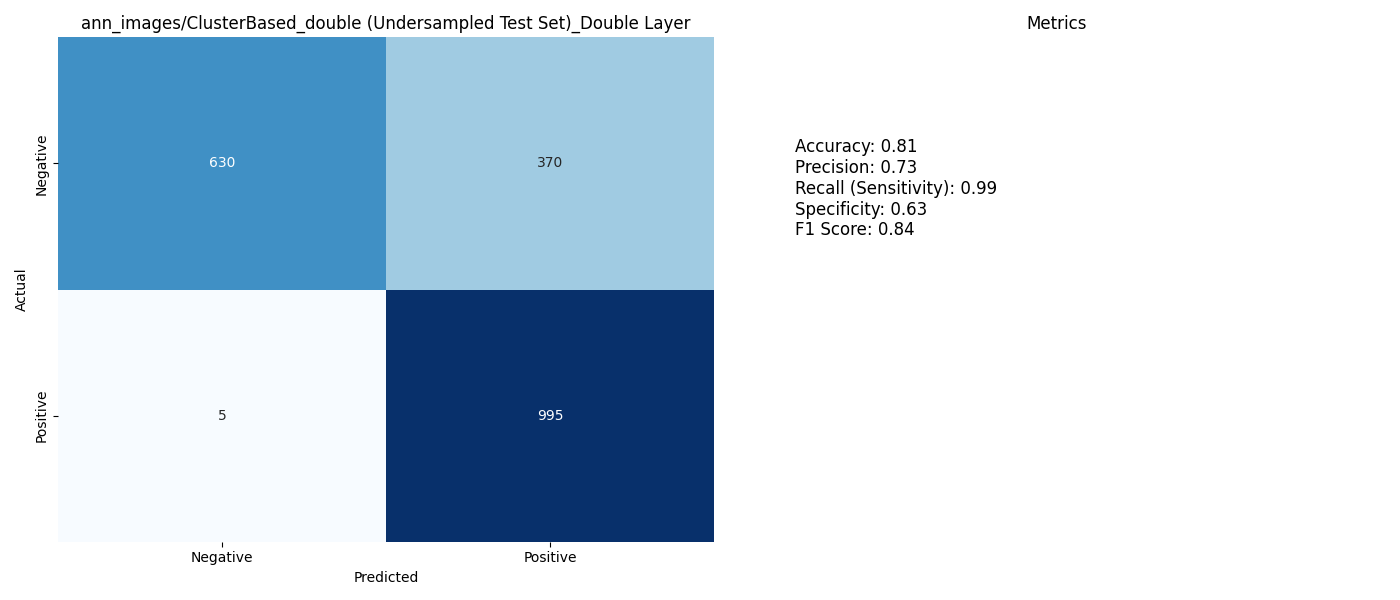 ann_images/ClusterBased_double (Undersampled Test Set)_Double Layer
Negative
630
370
Actual
Positive
5
995
Negative
Positive
Predicted
Metrics
Accuracy: 0.81
Precision: 0.73
Recall (Sensitivity): 0.99
Specificity: 0.63
F1 Score: 0.84